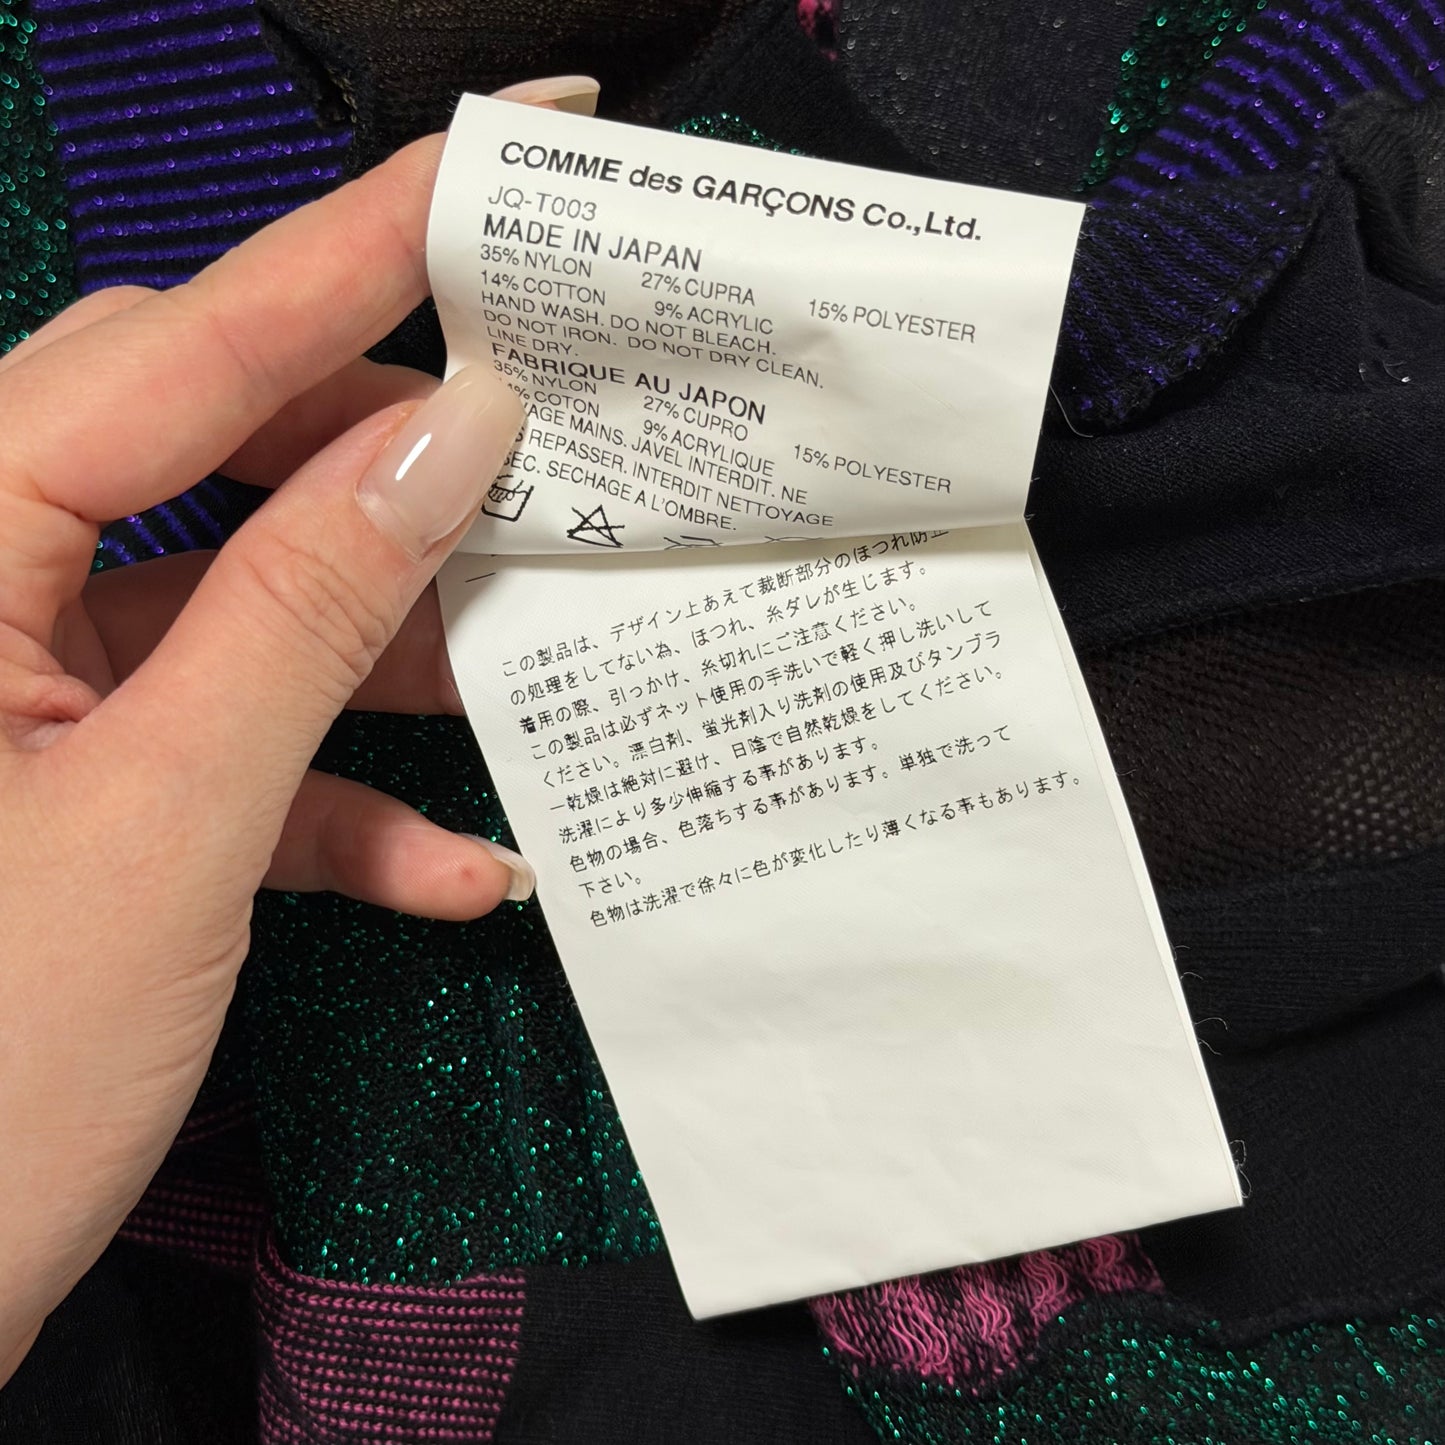 COMME des GARÇONS Co.,Ltd.
JQ-T003
MADE IN JAPAN
35% NYLON 27% CUPRA 15% POLYESTER
14% COTTON 9% ACRYLIC
HAND WASH. DO NOT BLEACH.
DO NOT IRON. DO NOT DRY CLEAN.
LINE DRY.
FABRIQUE AU JAPON
35% NYLON 27% CUPRO 15% POLYESTER
14% COTON 9% ACRYLIQUE
MAINS. JAVEL INTERDIT. NE
REPASSER. INTERDIT NETTOYAGE
SEC. SECHAGE A L'OMBRE.
この製品は、デザイン上あえて裁断部分のほつれ防止
の処理をしてない為、ほつれ、糸ダレが生じます。
着用の際、引っかけ、糸切れにご注意ください。
この製品は必ずネット使用の手洗いで軽く押し洗いして
ください。漂白剤、蛍光剤入り洗剤の使用及びタンブラ
ー乾燥は絶対に避け、日陰で自然乾燥をしてください。
洗濯により多少伸縮する事があります。
色物の場合、色落ちする事があります。単独で洗って
下さい。
色物は洗濯で徐々に色が変化したり薄くなる事もあります。